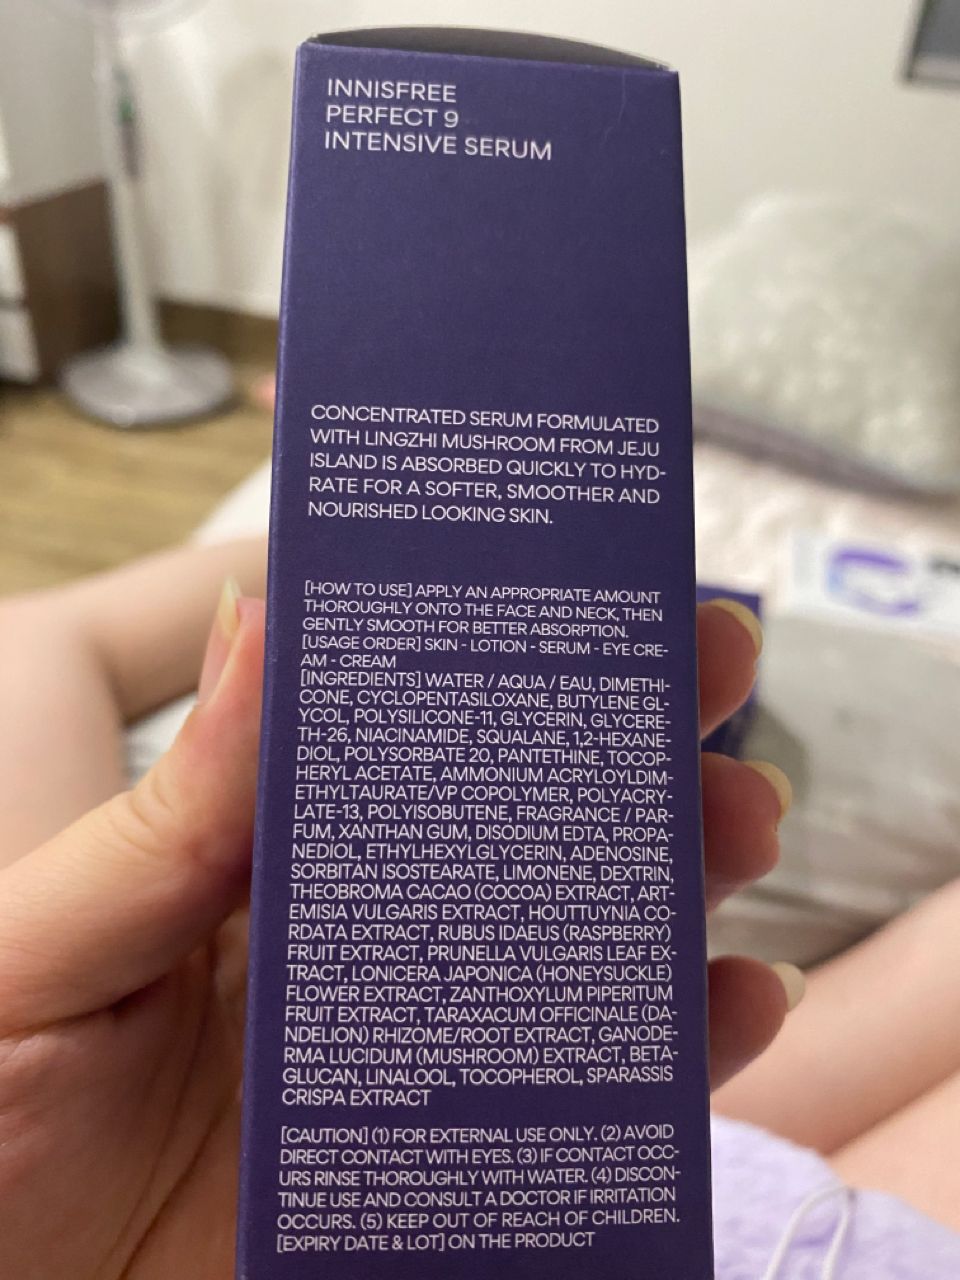 INNISFREE
PERFECT 9
INTENSIVE SERUM
CONCENTRATED SERUM FORMULATED
WITH LINGZHI MUSHROOM FROM JEJU
ISLAND IS ABSORBED QUICKLY TO HYD-
RATE FOR A SOFTER, SMOOTHER AND
NOURISHED LOOKING SKIN.
[HOW TO USE] APPLY AN APPROPRIATE AMOUNT
THOROUGHLY ONTO THE FACE AND NECK, THEN
GENTLY SMOOTH FOR BETTER ABSORPTION.
[USAGE ORDER] SKIN - LOTION - SERUM - EYE CRE-
AM - CREAM
[INGREDIENTS] WATER / AQUA / EAU, DIMETHI-
CONE, CYCLOPENTASILOXANE, BUTYLENE GL-
YCOL, POLYSILICONE-11, GLYCERIN, GLYCERE-
TH-26, NIACINAMIDE, SQUALANE, 1,2-HEXANE-
DIOL, POLYSORBATE 20, PANTETHINE, TOCOP-
HERYL ACETATE, AMMONIUM ACRYLOYLDIM-
ETHYLTAURATE/VP COPOLYMER, POLYACRY-
LATE-13, POLYISOBUTENE, FRAGRANCE / PAR-
FUM, XANTHAN GUM, DISODIUM EDTA, PROPA-
NEDIOL, ETHYLHEXYLGLYCERIN, ADENOSINE,
SORBITAN ISOSTEARATE, LIMONENE, DEXTRIN,
THEOBROMA CACAO (COCOA) EXTRACT, ART-
EMISIA VULGARIS EXTRACT, HOUTTUYNIA CO-
RDATA EXTRACT, RUBUS IDAEUS (RASPBERRY)
FRUIT EXTRACT, PRUNELLA VULGARIS LEAF EX-
TRACT, LONICERA JAPONICA (HONEYSUCKLE)
FLOWER EXTRACT, ZANTHOXYLUM PIPERITUM
FRUIT EXTRACT, TARAXACUM OFFICINALE (DA-
NDELION) RHIZOME/ROOT EXTRACT, GANODE-
RMA LUCIDUM (MUSHROOM) EXTRACT, BETA-
GLUCAN, LINALOOL, TOCOPHEROL, SPARASSIS
CRISPA EXTRACT
[CAUTION] (1) FOR EXTERNAL USE ONLY. (2) AVOID
DIRECT CONTACT WITH EYES. (3) IF CONTACT OCC-
URS RINSE THOROUGHLY WITH WATER. (4) DISCON-
TINUE USE AND CONSULT A DOCTOR IF IRRITATION
OCCURS. (5) KEEP OUT OF REACH OF CHILDREN.
[EXPIRY DATE & LOT] ON THE PRODUCT